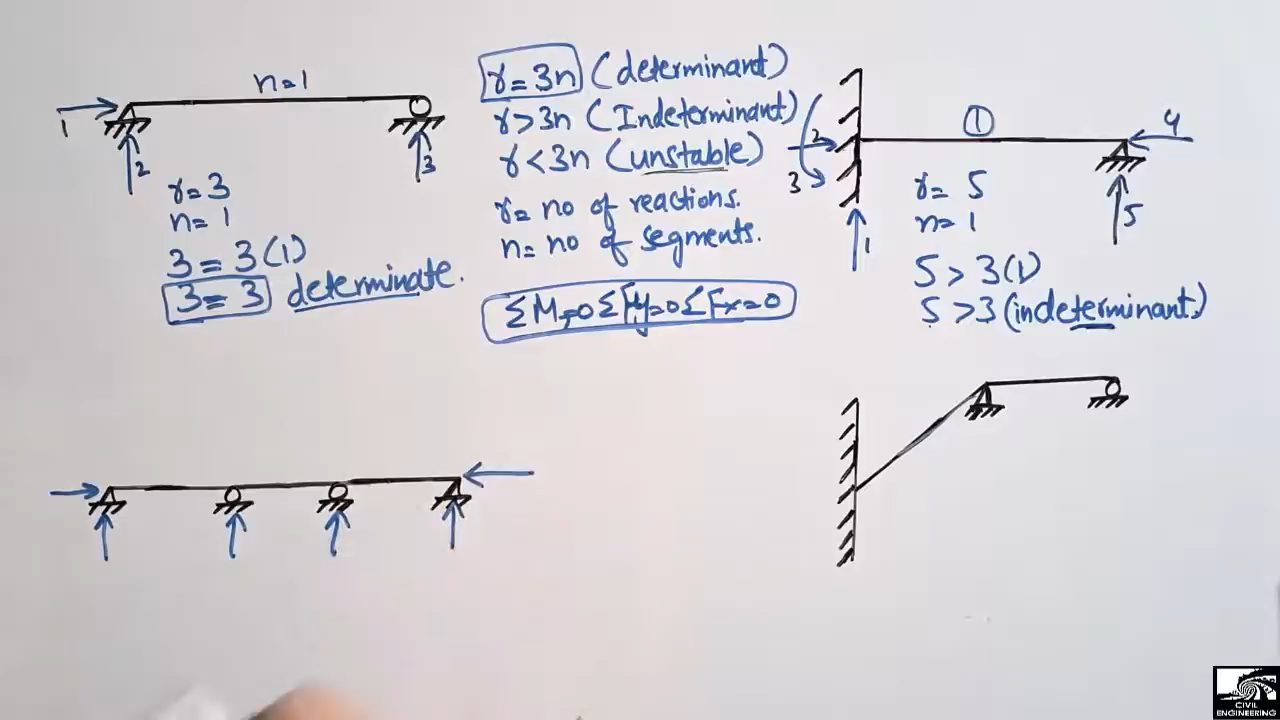 n=1
1
2
3
r=3
n=1
3=3(1)
3=3 determinate.
r=3n (determinant)
r>3n (Indeterminant)
r<3n (unstable)
r= no of reactions.
n= no of segments.
ΣM=0 ΣFy=0 ΣFx=0
1
2
3
1
4
5
r= 5
n=1
5>3(1)
5>3 (indeterminant)
CIVIL
ENGINEERING